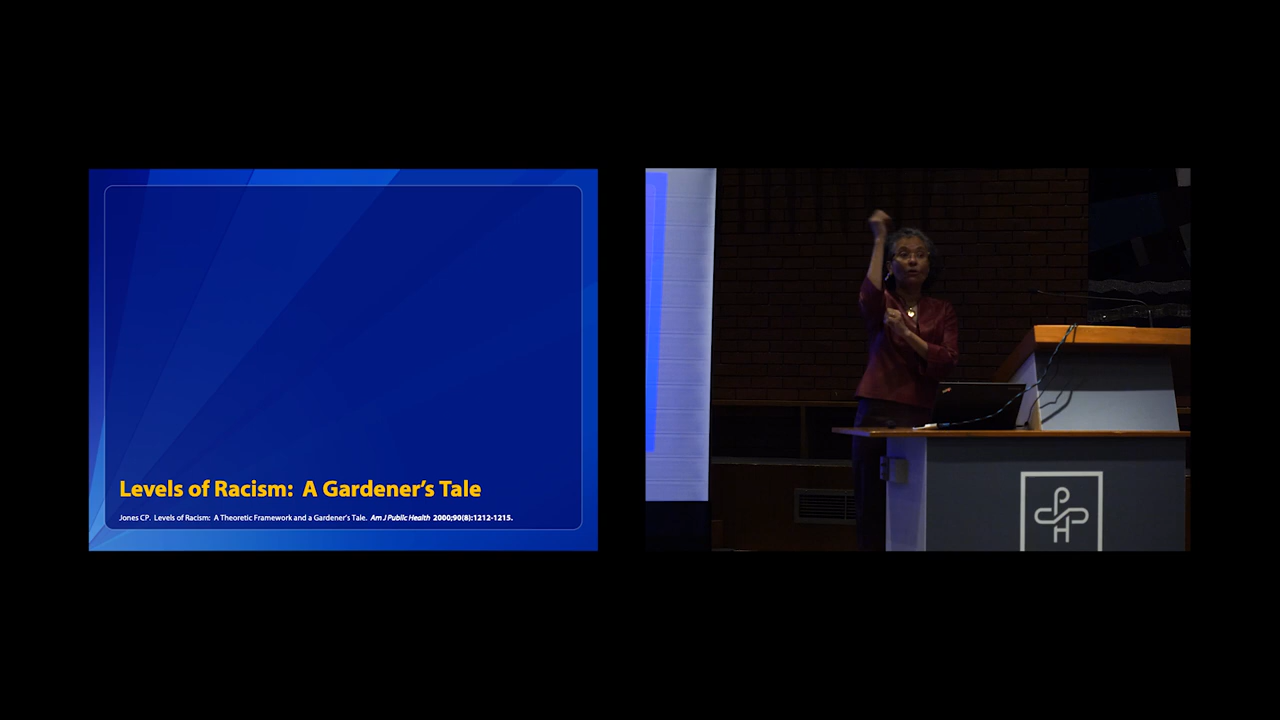 Levels of Racism: A Gardener's Tale
Jones CP. Levels of Racism: A Theoretic Framework and a Gardener's Tale. Am J Public Health 2000;90(8):1212-1215.
P
H